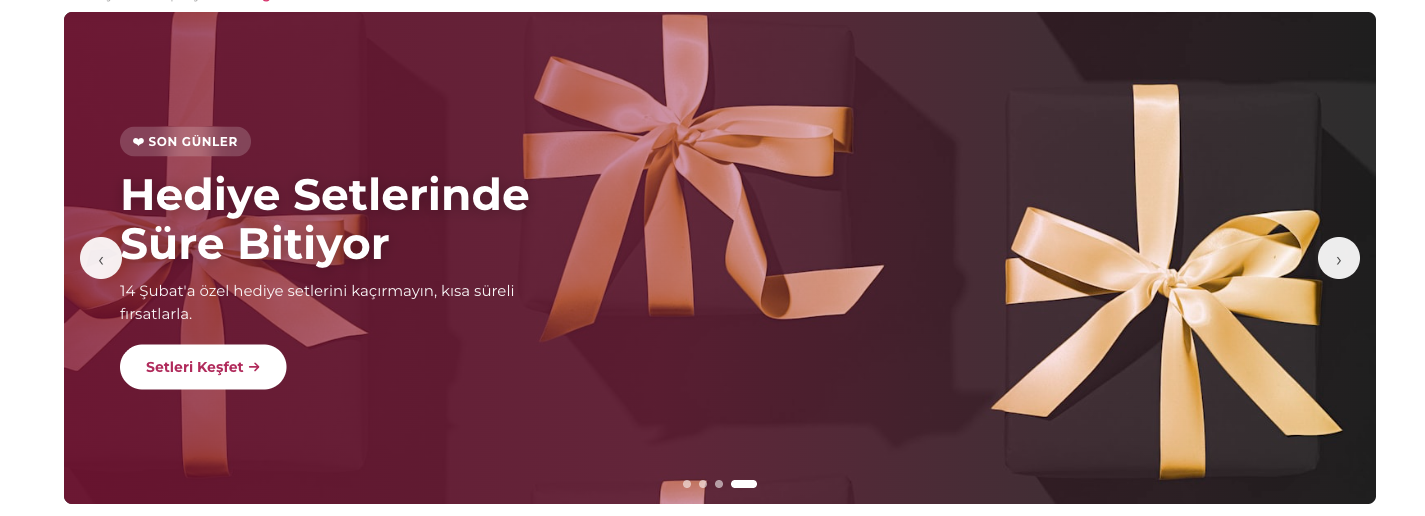 ❤ SON GÜNLER
Hediye Setlerinde
Süre Bitiyor
14 Şubat'a özel hediye setlerini kaçırmayın, kısa süreli
fırsatlarla.
Setleri Keşfet →